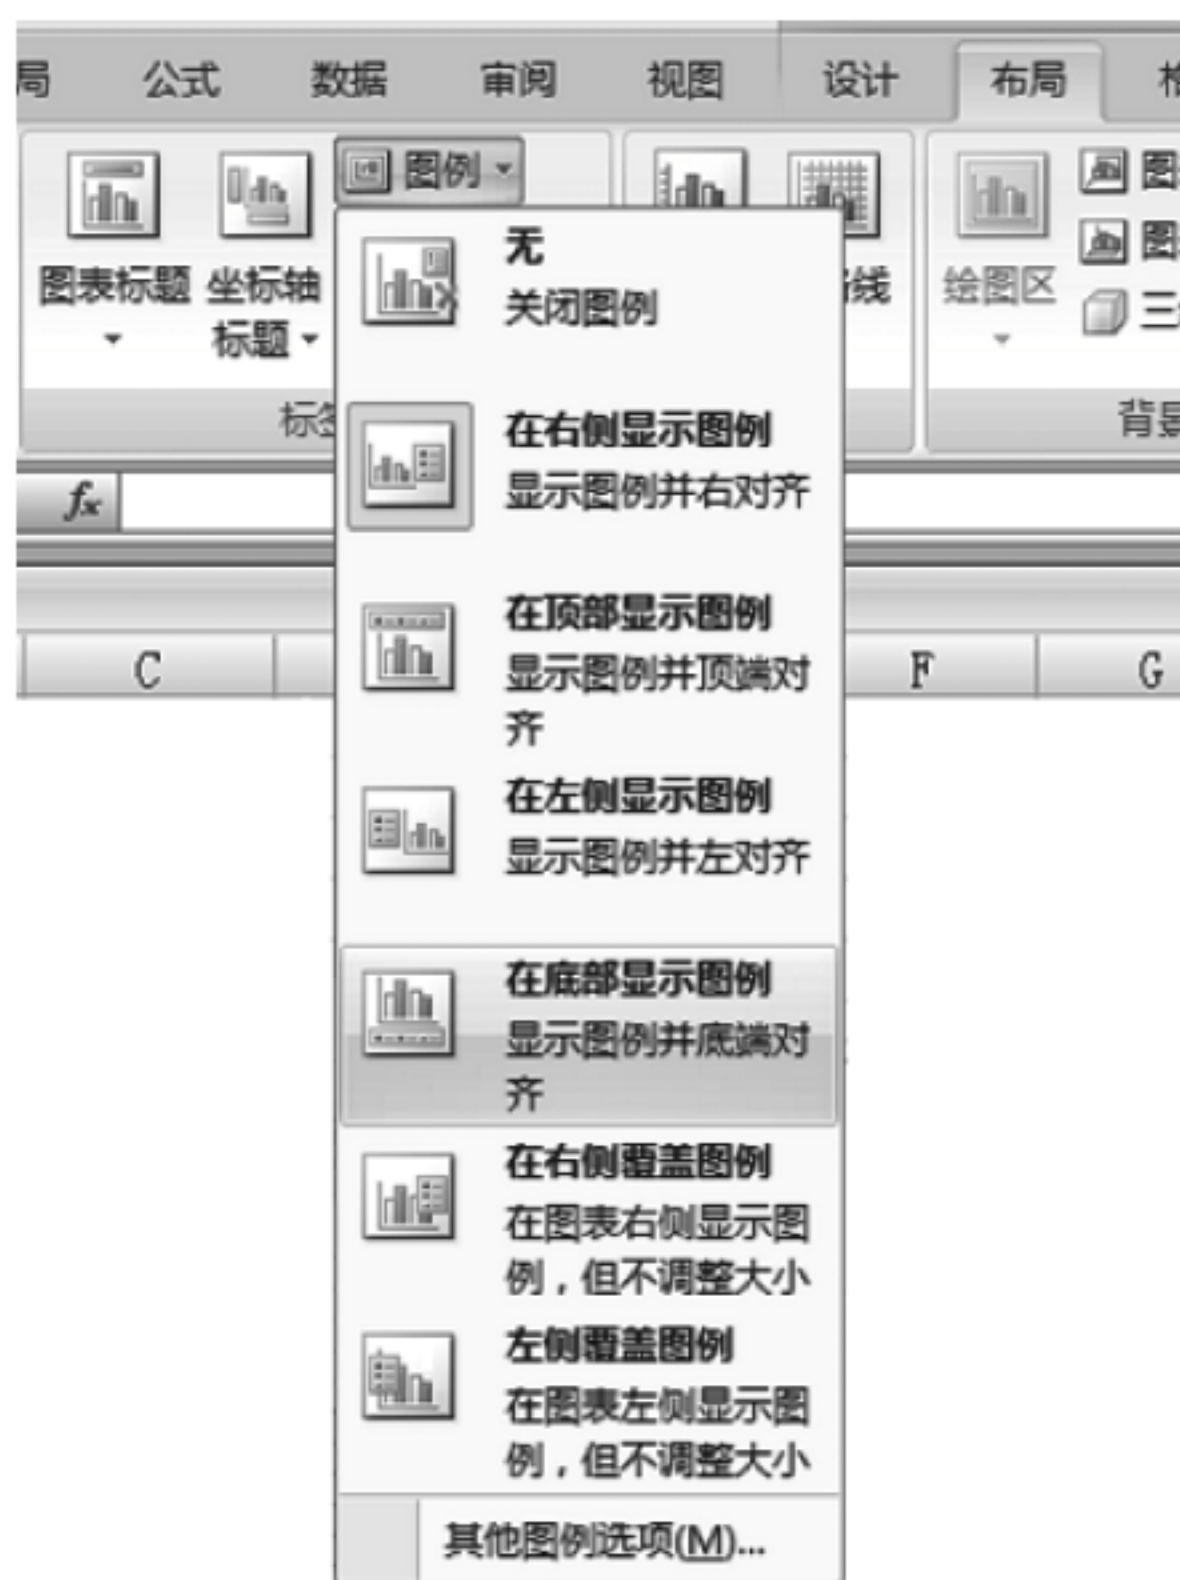 局 公式 数据 审阅 视图 设计 布局
图例
图表标题 坐标轴
标题
绘图区
三
无
关闭图例
在右侧显示图例
显示图例并右对齐
在顶部显示图例
显示图例并顶端对
齐
在左侧显示图例
显示图例并左对齐
在底部显示图例
显示图例并底端对
齐
在右侧覆盖图例
在图表右侧显示图
例，但不调整大小
左侧覆盖图例
在图表左侧显示图
例，但不调整大小
其他图例选项(M)...
线
标签
背景
fx
C F G